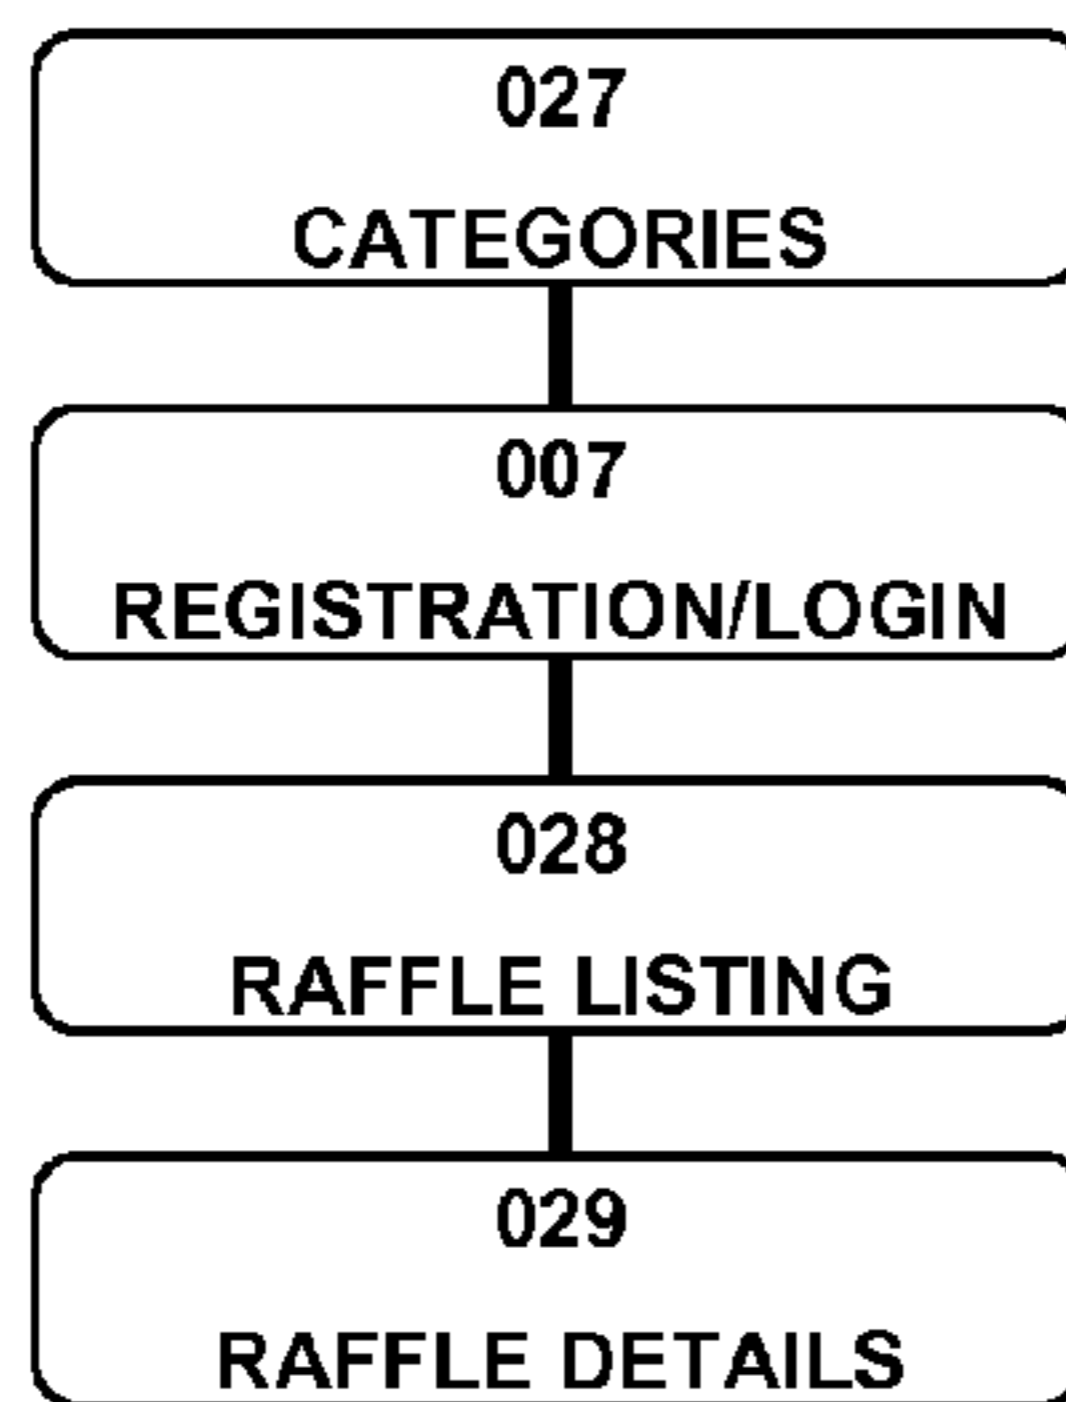 027
CATEGORIES
007
REGISTRATION/LOGIN
028
RAFFLE LISTING
029
RAFFLE DETAILS